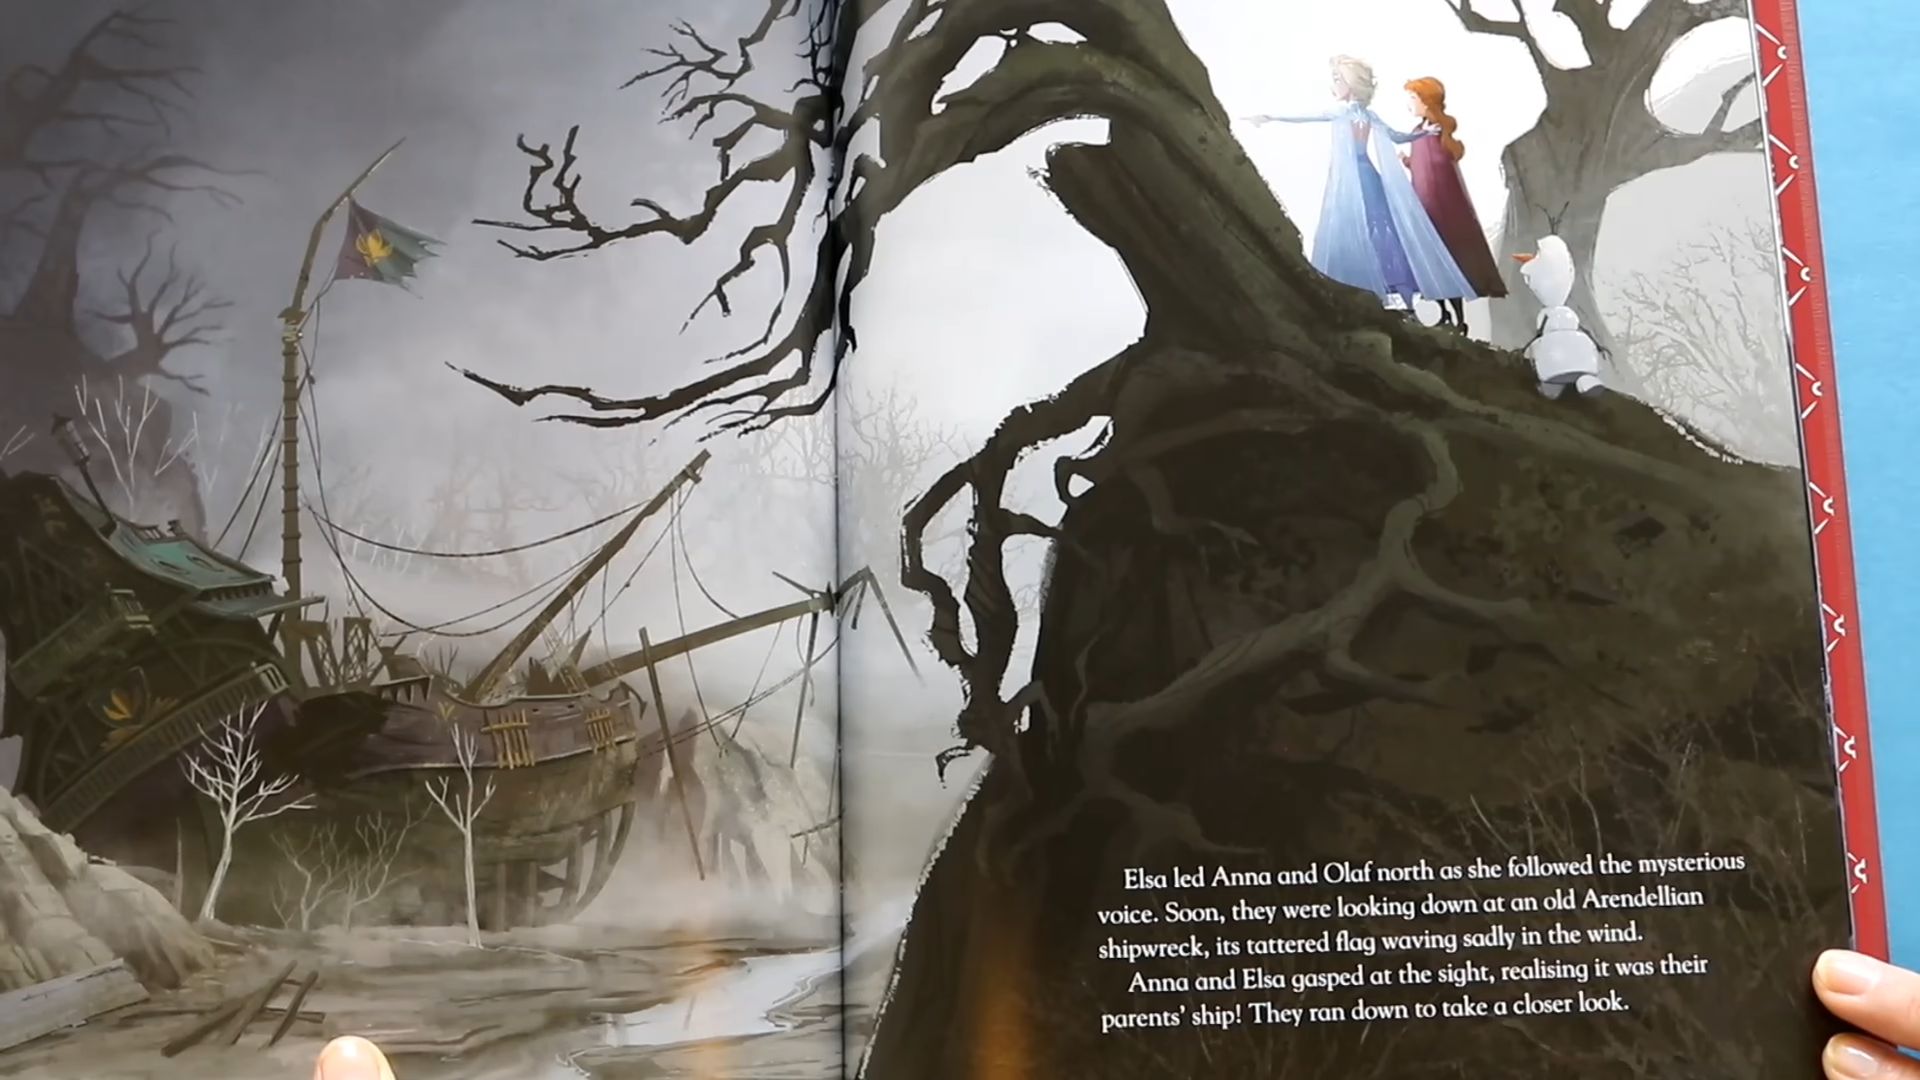 Elsa led Anna and Olaf north as she followed the mysterious
voice. Soon, they were looking down at an old Arendellian
shipwreck, its tattered flag waving sadly in the wind.
Anna and Elsa gasped at the sight, realising it was their
parents’ ship! They ran down to take a closer look.